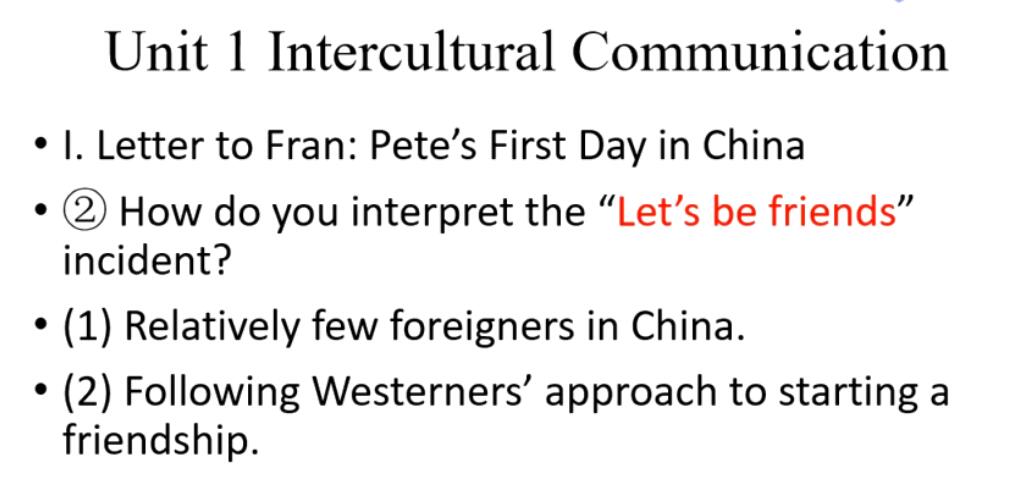 Unit 1 Intercultural Communication
• I. Letter to Fran: Pete’s First Day in China
• ② How do you interpret the “Let’s be friends”
incident?
• (1) Relatively few foreigners in China.
• (2) Following Westerners’ approach to starting a
friendship.